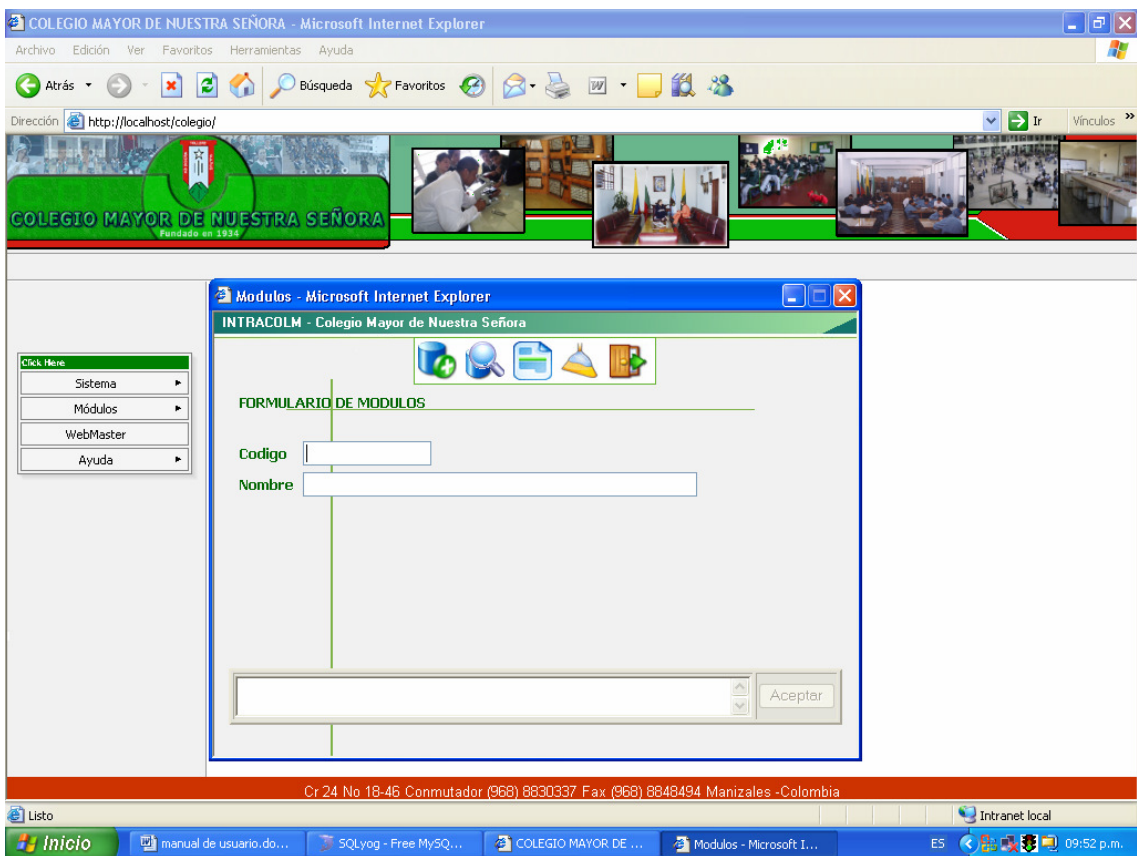 COLEGIO MAYOR DE NUESTRA SEÑORA - Microsoft Internet Explorer
Archivo Edición Ver Favoritos Herramientas Ayuda
Atrás Búsqueda Favoritos
Dirección http://localhost/colegio/ Ir Vínculos »
COLEGIO MAYOR DE NUESTRA SEÑORA
Fundado en 1934
Modulos - Microsoft Internet Explorer
INTRACOLM - Colegio Mayor de Nuestra Señora
Click Here
Sistema
Módulos
WebMaster
Ayuda
FORMULARIO DE MODULOS
Codigo
Nombre
Aceptar
Cr 24 No 18-46 Conmutador (968) 8830337 Fax (968) 8848494 Manizales -Colombia
Listo Intranet local
Inicio manual de usuario.do... SQLyog - Free MySQ... COLEGIO MAYOR DE ... Modulos - Microsoft I... ES 09:52 p.m.